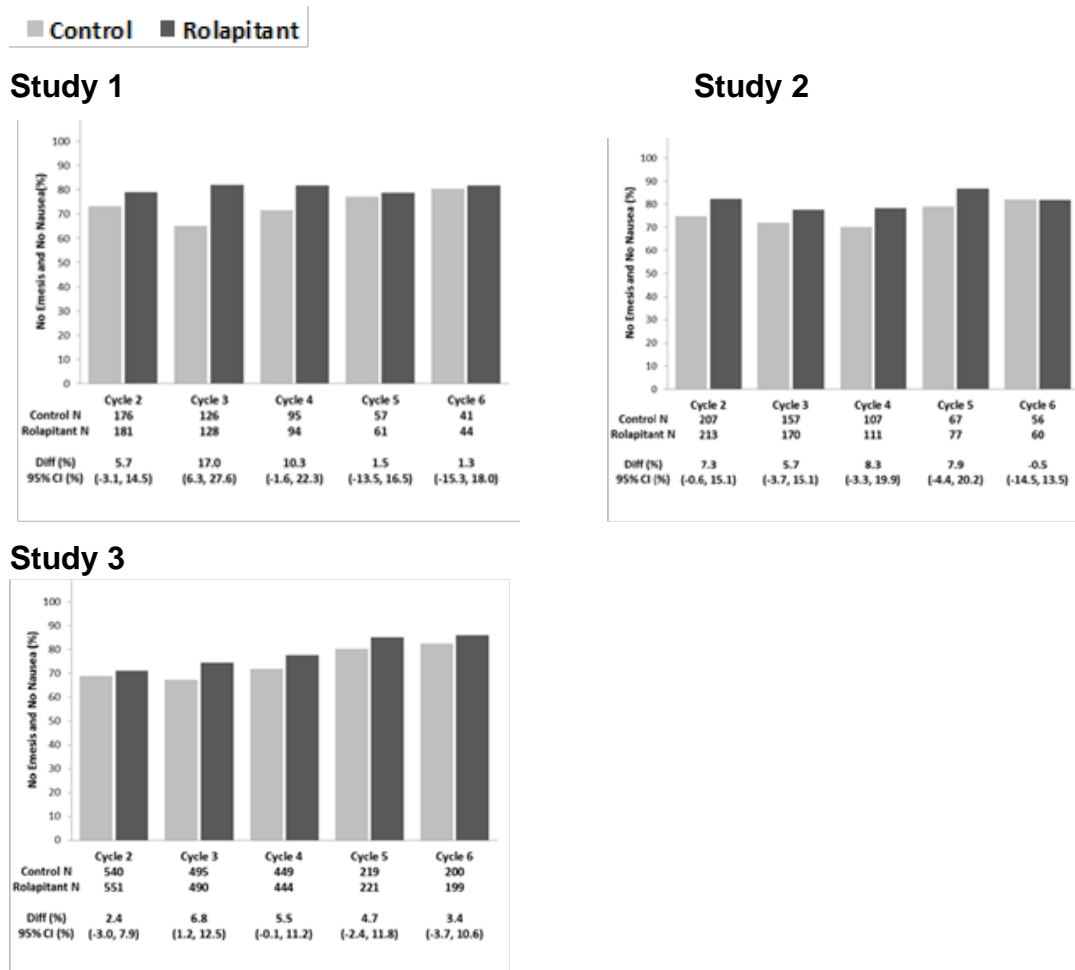 Control Rolapitant
Study 1
No Emesis and No Nausea(%)
100
90
80
70
60
50
40
30
20
10
0
Cycle 2 Cycle 3 Cycle 4 Cycle 5 Cycle 6
Control N 176 126 95 57 41
Rolapitant N 181 128 94 61 44
Diff (%) 5.7 17.0 10.3 1.5 1.3
95% CI (%) (-3.1, 14.5) (6.3, 27.6) (-1.6, 22.3) (-13.5, 16.5) (-15.3, 18.0)
Study 2
No Emesis and No Nausea (%)
100
90
80
70
60
50
40
30
20
10
0
Cycle 2 Cycle 3 Cycle 4 Cycle 5 Cycle 6
Control N 207 157 107 67 56
Rolapitant N 213 170 111 77 60
Diff (%) 7.3 5.7 8.3 7.9 -0.5
95% CI (%) (-0.6, 15.1) (-3.7, 15.1) (-3.3, 19.9) (-4.4, 20.2) (-14.5, 13.5)
Study 3
No Emesis and No Nausea (%)
100
90
80
70
60
50
40
30
20
10
0
Cycle 2 Cycle 3 Cycle 4 Cycle 5 Cycle 6
Control N 540 495 449 219 200
Rolapitant N 551 490 444 221 199
Diff (%) 2.4 6.8 5.5 4.7 3.4
95% CI (%) (-3.0, 7.9) (1.2, 12.5) (-0.1, 11.2) (-2.4, 11.8) (-3.7, 10.6)